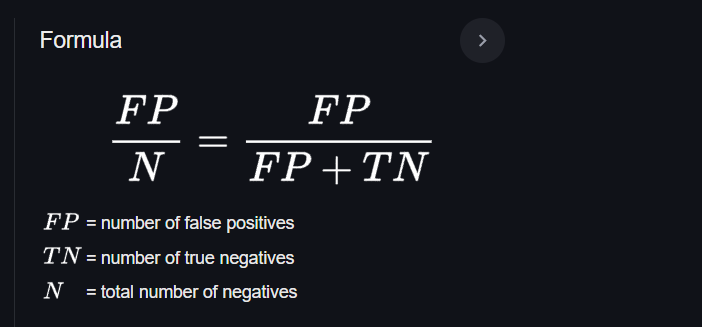 Formula
FP/N = FP/(FP + TN)
FP = number of false positives
TN = number of true negatives
N = total number of negatives